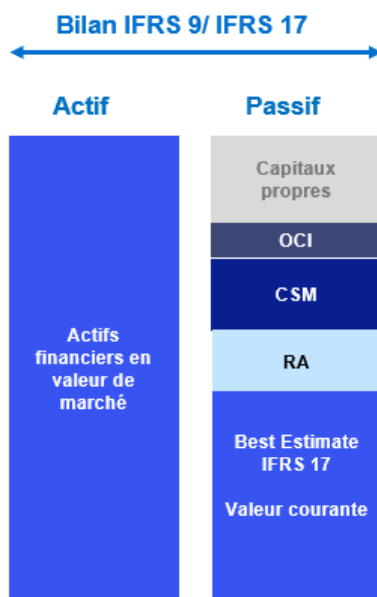 Bilan IFRS 9/ IFRS 17
Actif
Passif
Actifs
financiers en
valeur de
marché
Capitaux
propres
OCI
CSM
RA
Best Estimate
IFRS 17
Valeur courante